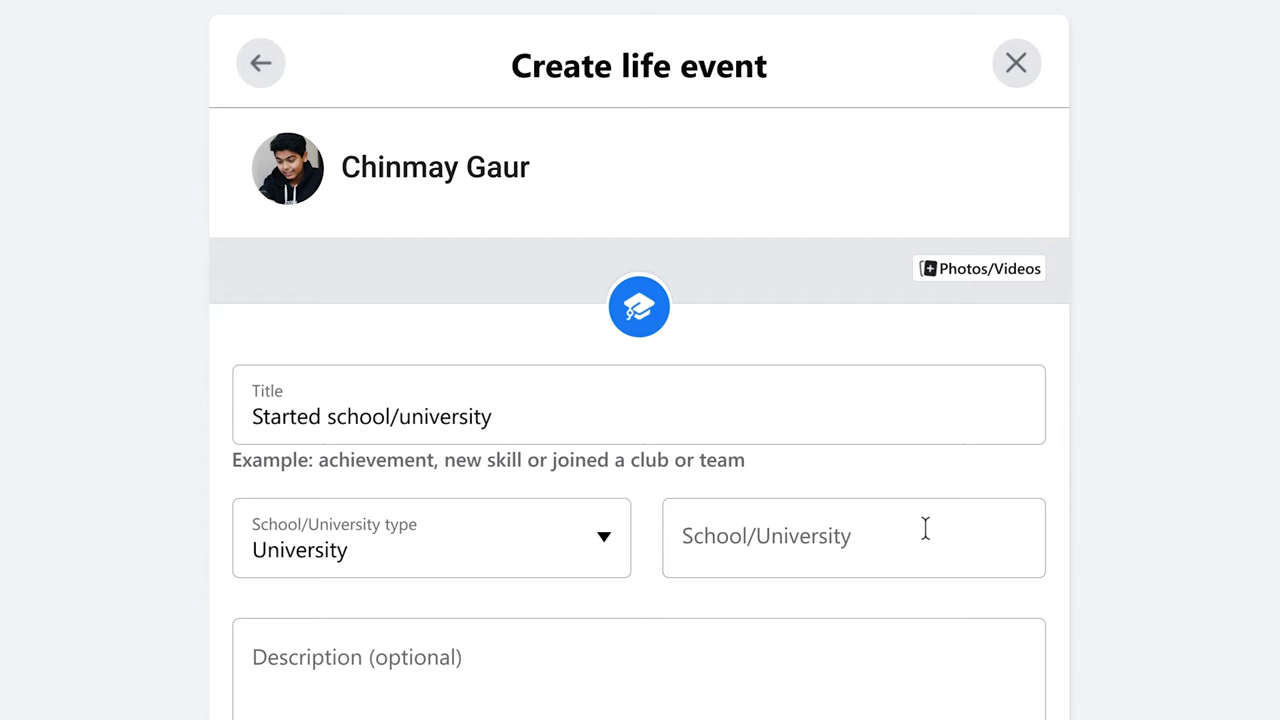 Create life event
Chinmay Gaur
Photos/Videos
Title
Started school/university
Example: achievement, new skill or joined a club or team
School/University type
University
School/University
Description (optional)